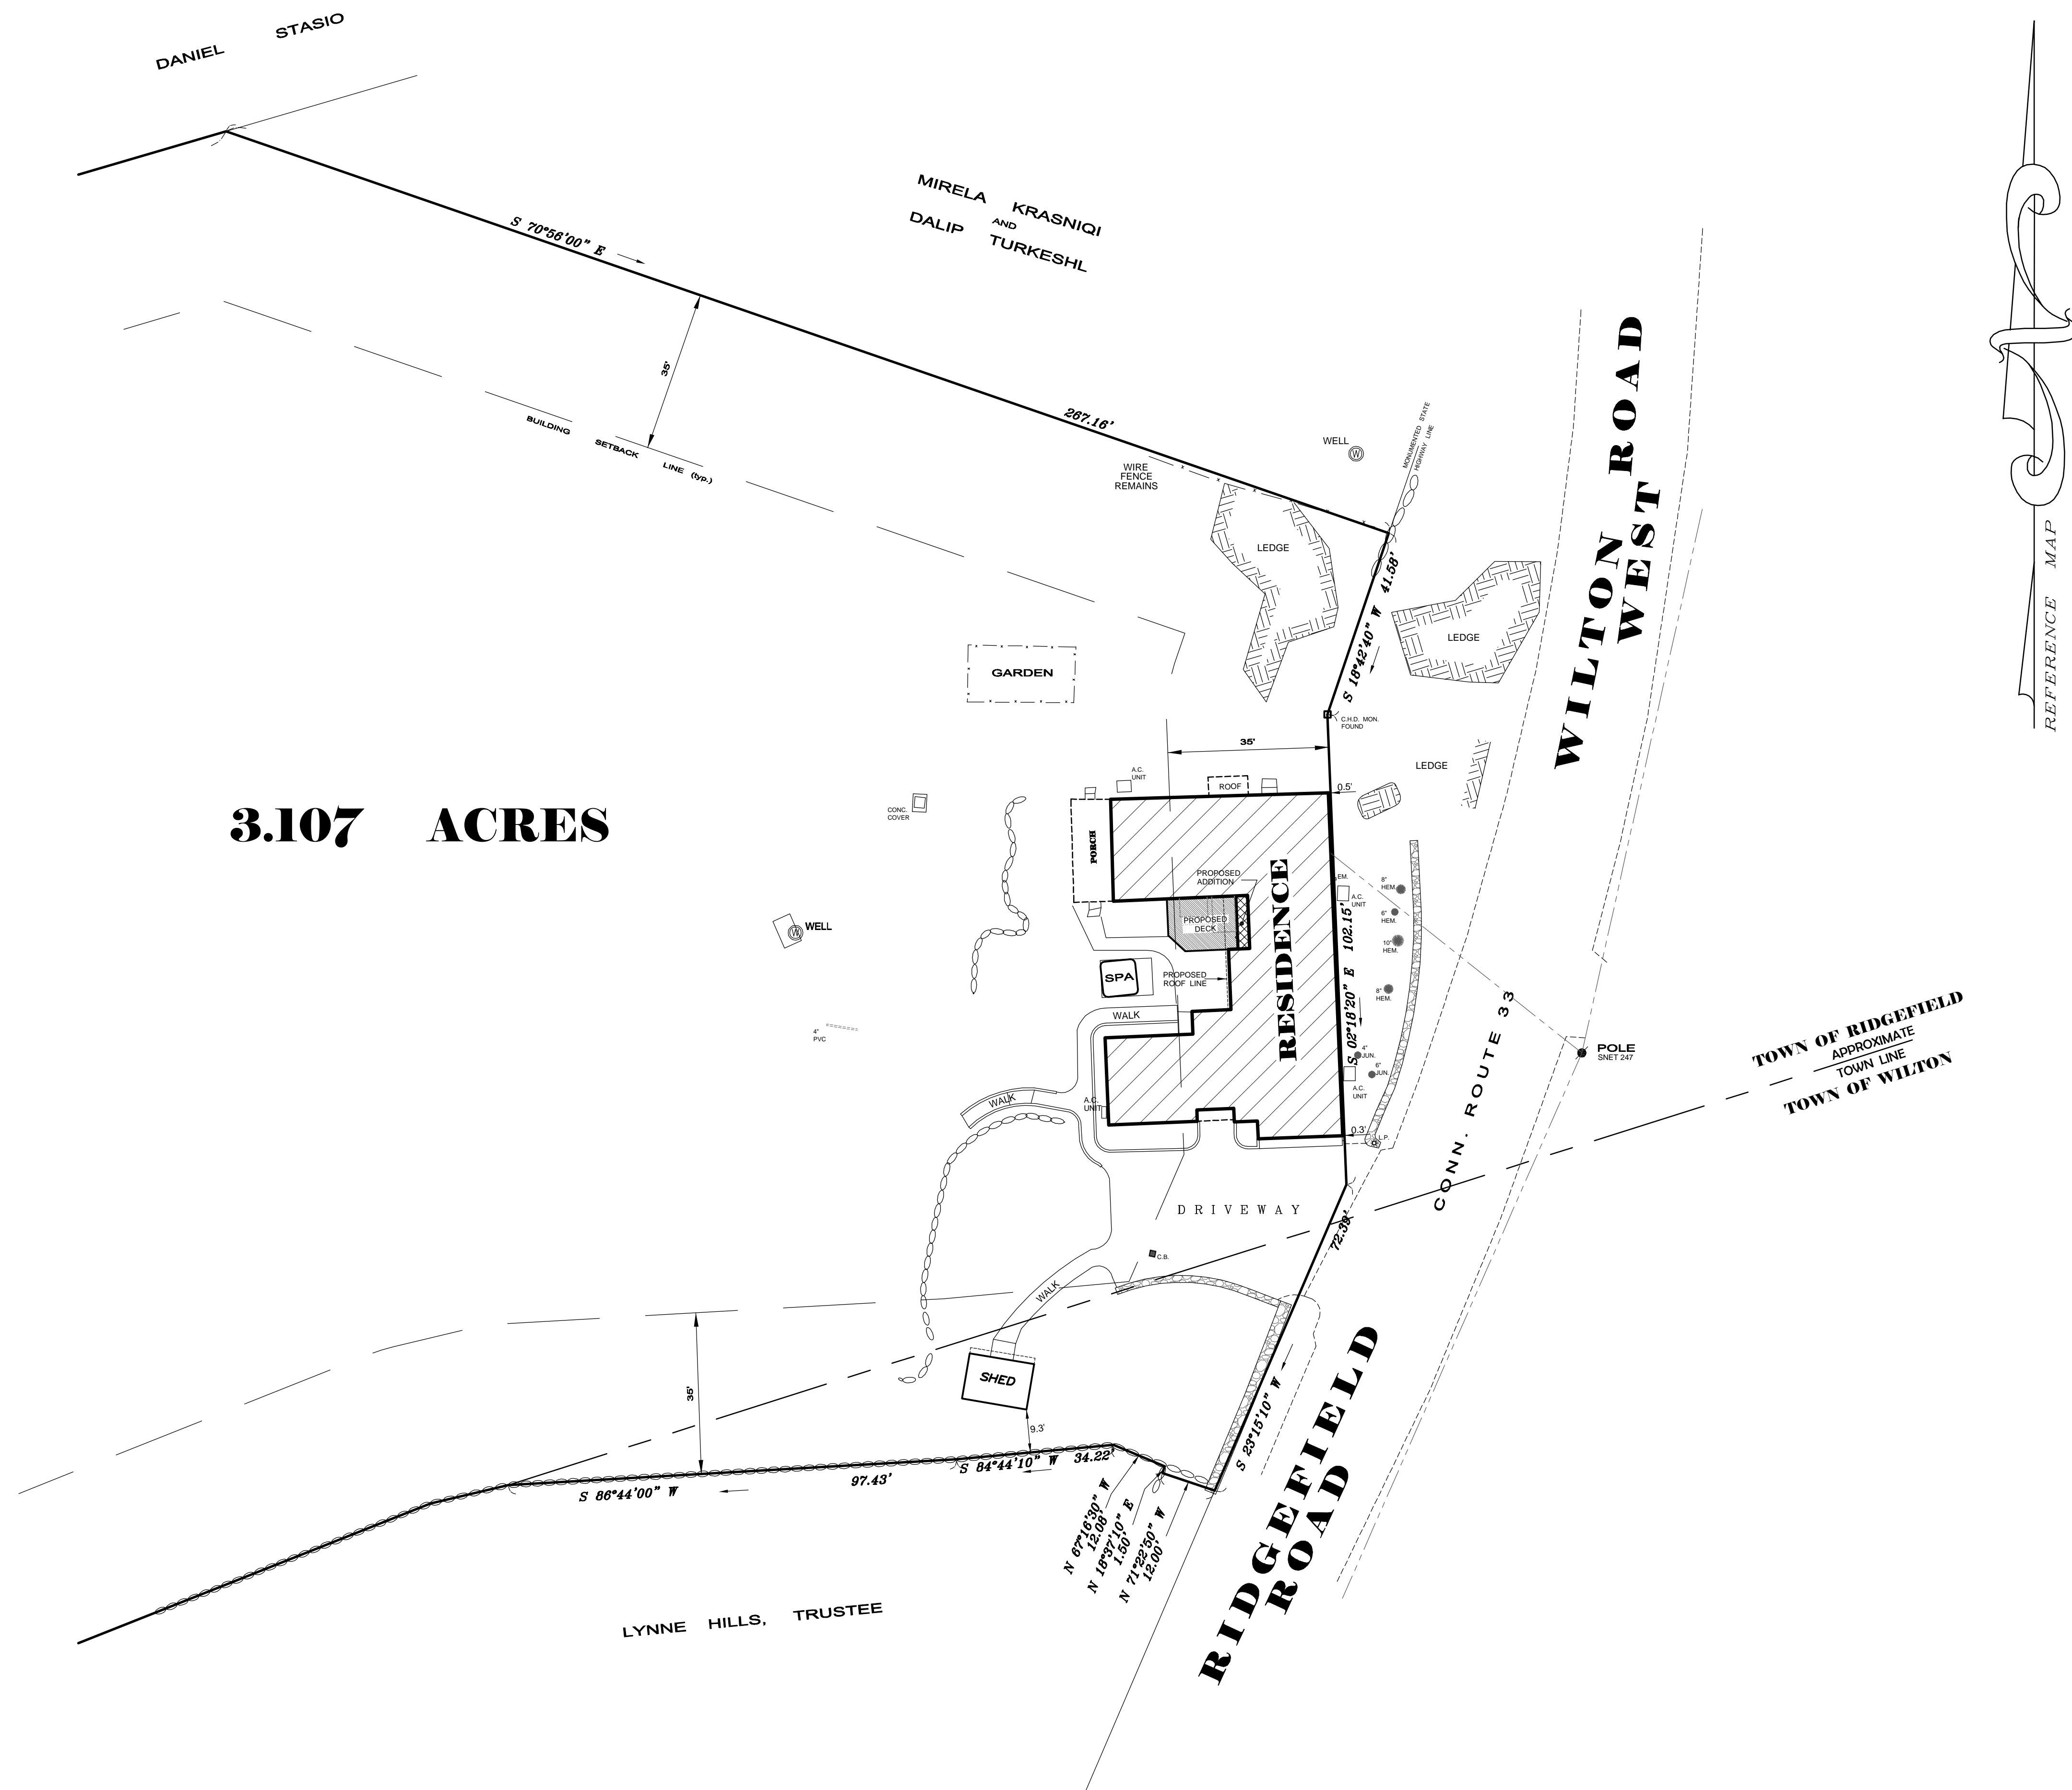 DANIEL STASIO
MIRELA KRASNIQI
AND
DALIP TURKESHL
S 70°56'00" E
35'
BUILDING SETBACK LINE (typ.)
267.16'
WELL
W
MONUMENTED STATE
HIGHWAY LINE
WIRE
FENCE
REMAINS
LEDGE
S 18°42'40" W 41.58'
LEDGE
WILTON ROAD
WEST
REFERENCE MAP
GARDEN
C.H.D. MON.
FOUND
35'
LEDGE
A.C.
UNIT
ROOF
0.5'
3.107 ACRES
CONC.
COVER
PORCH
PROPOSED
ADDITION
RESIDENCE
EM.
A.C.
UNIT
8"
HEM.
6"
HEM.
10"
HEM.
8"
HEM.
PROPOSED
DECK
W
WELL
SPA
PROPOSED
ROOF LINE
S 02°18'20" E 102.15'
WALK
4"
PVC
4"
JUN.
6"
JUN.
A.C.
UNIT
CONN. ROUTE 33
POLE
SNET 247
TOWN OF RIDGEFIELD
APPROXIMATE
TOWN LINE
TOWN OF WILTON
WALK
A.C.
UNIT
0.3'
L.P.
DRIVEWAY
72.39'
C.B.
WALK
35'
SHED
9.3'
S 23°15'10" W
S 86°44'00" W
97.43'
S 84°44'10" W 34.22'
N 67°16'30" W
12.08'
N 18°37'10" E
1.50'
N 71°22'50" W
12.00'
RIDGEFIELD
ROAD
LYNNE HILLS, TRUSTEE